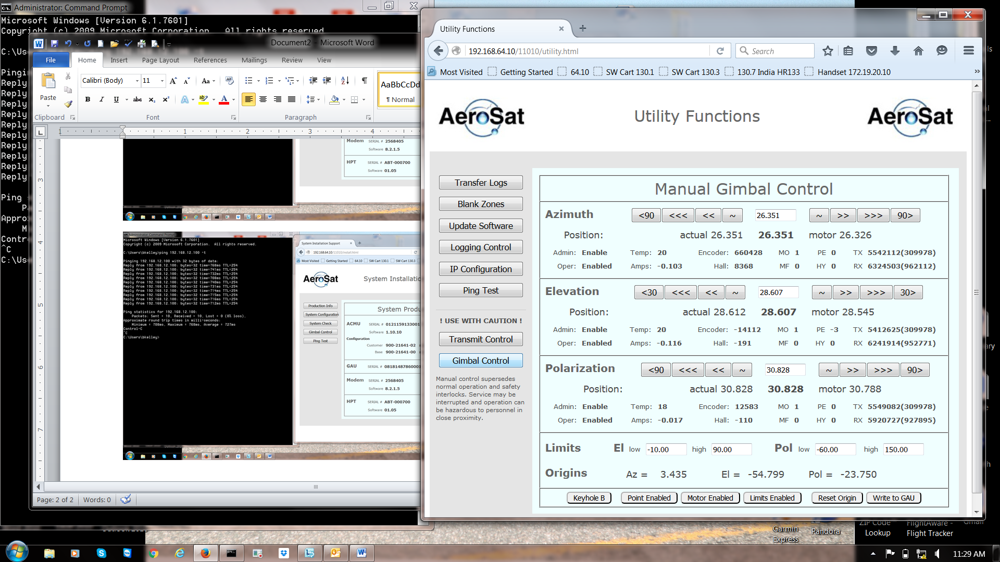 Administrator: Command Prompt
Microsoft Windows [Version 6.1.7601]
Copyright (c) 2009 Microsoft Corporation. All rights reserved.
C:\Us
Pingin
Reply
Reply
Reply
Reply
Reply
Reply
Reply
Reply
Reply
Reply
Ping
Approx
Contro
^C
C:\Us
Document2 - Microsoft Word
File Home Insert Page Layout References Mailings Review View
Calibri (Body) 11
AaBbCcDd
Paste
¶ Normal
Clipboard Font Paragraph
Modem SERIAL # 2568405
Software 8.2.1.5
HPT SERIAL # ABT-000700
Software 01.05
Administrator: Command Prompt
Microsoft Windows [Version 6.1.7601]
Copyright (c) 2009 Microsoft Corporation. All rights reserved.
C:\Users\bkelley>ping 192.168.12.100 -t
Pinging 192.168.12.100 with 32 bytes of data:
Reply from 192.168.12.100: bytes=32 time=768ms TTL=254
Reply from 192.168.12.100: bytes=32 time=741ms TTL=254
Reply from 192.168.12.100: bytes=32 time=732ms TTL=254
Reply from 192.168.12.100: bytes=32 time=708ms TTL=254
Reply from 192.168.12.100: bytes=32 time=740ms TTL=254
Reply from 192.168.12.100: bytes=32 time=731ms TTL=254
Reply from 192.168.12.100: bytes=32 time=714ms TTL=254
Reply from 192.168.12.100: bytes=32 time=715ms TTL=254
Reply from 192.168.12.100: bytes=32 time=716ms TTL=254
Reply from 192.168.12.100: bytes=32 time=712ms TTL=254
Ping statistics for 192.168.12.100:
Packets: Sent = 10, Received = 10, Lost = 0 (0% loss),
Approximate round trip times in milli-seconds:
Minimum = 708ms, Maximum = 768ms, Average = 727ms
Control-C
^C
C:\Users\bkelley>
System Installation Support
192.168.64.10/11010/install.html
Most Visited Getting Started 64.10 SW Cart 130.1 SW Cart 130.3
AeroSat System Installatio
Production Info
System Configuration
System Check
Gimbal Control
Ping Test
System Produ
ACMU SERIAL # 0121159133001
Software 1.10.10
Configuration
Customer 900-21641-02
Base 900-21641-00
GAU SERIAL # 08181487860001
Modem SERIAL # 2568405
Software 8.2.1.5
HPT SERIAL # ABT-000700
Software 01.05
Page: 2 of 2 Words: 0
Utility Functions
192.168.64.10/11010/utility.html
Search
Most Visited Getting Started 64.10 SW Cart 130.1 SW Cart 130.3 130.7 India HR133 Handset 172.19.20.10
AeroSat Utility Functions AeroSat
Transfer Logs
Blank Zones
Update Software
Logging Control
IP Configuration
Ping Test
! USE WITH CAUTION !
Transmit Control
Gimbal Control
Manual control supersedes
normal operation and safety
interlocks. Service may be
interrupted and operation can
be hazardous to personnel in
close proximity.
Manual Gimbal Control
Azimuth <90 <<< << ~ 26.351 ~ >> >>> 90>
Position: actual 26.351 26.351 motor 26.326
Admin: Enable Temp: 20 Encoder: 660428 MO 1 PE 0 TX 5542112(309978)
Oper: Enabled Amps: -0.103 Hall: 8368 MF 0 HY 0 RX 6324503(962112)
Elevation <30 <<< << ~ 28.607 ~ >> >>> 30>
Position: actual 28.612 28.607 motor 28.545
Admin: Enable Temp: 20 Encoder: -14112 MO 1 PE -3 TX 5412625(309978)
Oper: Enabled Amps: -0.116 Hall: -191 MF 0 HY 0 RX 6241914(952771)
Polarization <90 <<< << ~ 30.828 ~ >> >>> 90>
Position: actual 30.828 30.828 motor 30.788
Admin: Enable Temp: 18 Encoder: 12583 MO 1 PE 0 TX 5549082(309978)
Oper: Enabled Amps: -0.017 Hall: -110 MF 0 HY 0 RX 5920727(927895)
Limits El low -10.00 high 90.00 Pol low -60.00 high 150.00
Origins Az = 3.435 El = -54.799 Pol = -23.750
Keyhole B Point Enabled Motor Enabled Limits Enabled Reset Origin Write to GAU
Garmin
Express
Pandora
ZIP Code
Lookup
FlightAware -
Flight Tracker
Gmail
11:29 AM